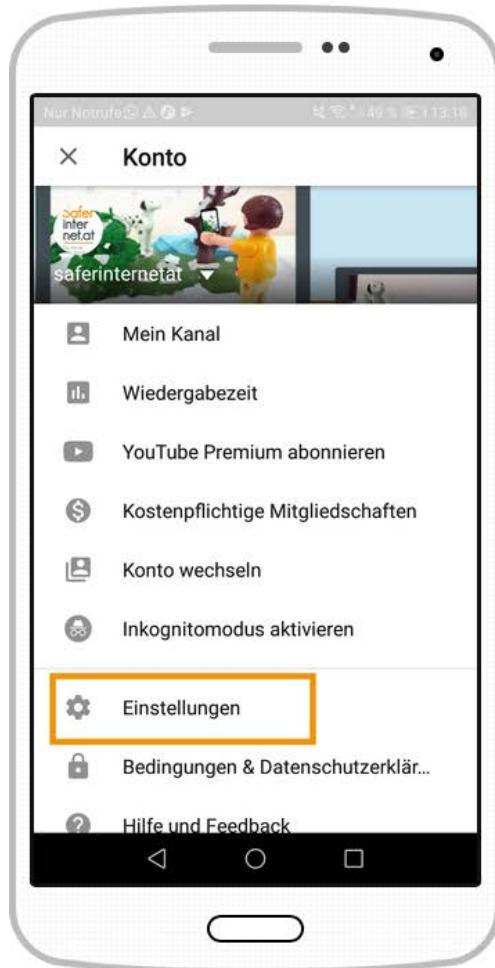 Nur Notrufe 49 % 13:18
Konto
safer
inter
net.at
saferinternetat
Mein Kanal
Wiedergabezeit
YouTube Premium abonnieren
Kostenpflichtige Mitgliedschaften
Konto wechseln
Inkognitomodus aktivieren
Einstellungen
Bedingungen & Datenschutzerklär...
Hilfe und Feedback